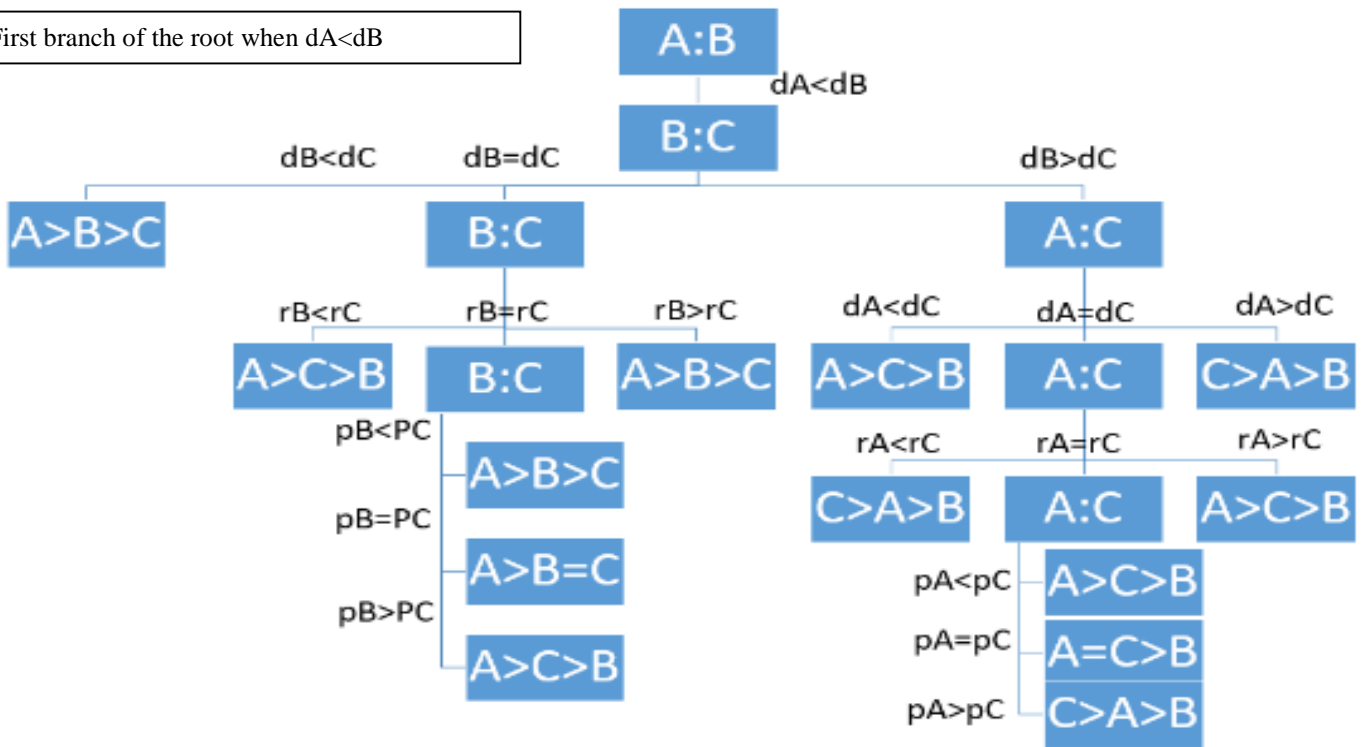 irst branch of the root when dA<dB
A:B
dA<dB
B:C
dB<dC dB=dC dB>dC
A>B>C B:C A:C
rB<rC rB=rC rB>rC dA<dC dA=dC dA>dC
A>C>B B:C A>B>C A>C>B A:C C>A>B
pB<PC
rA<rC rA=rC rA>rC
A>B>C
C>A>B A:C A>C>B
pB=PC
A>B=C
pA<pC A>C>B
pB>PC
pA=pC A=C>B
A>C>B
pA>pC C>A>B